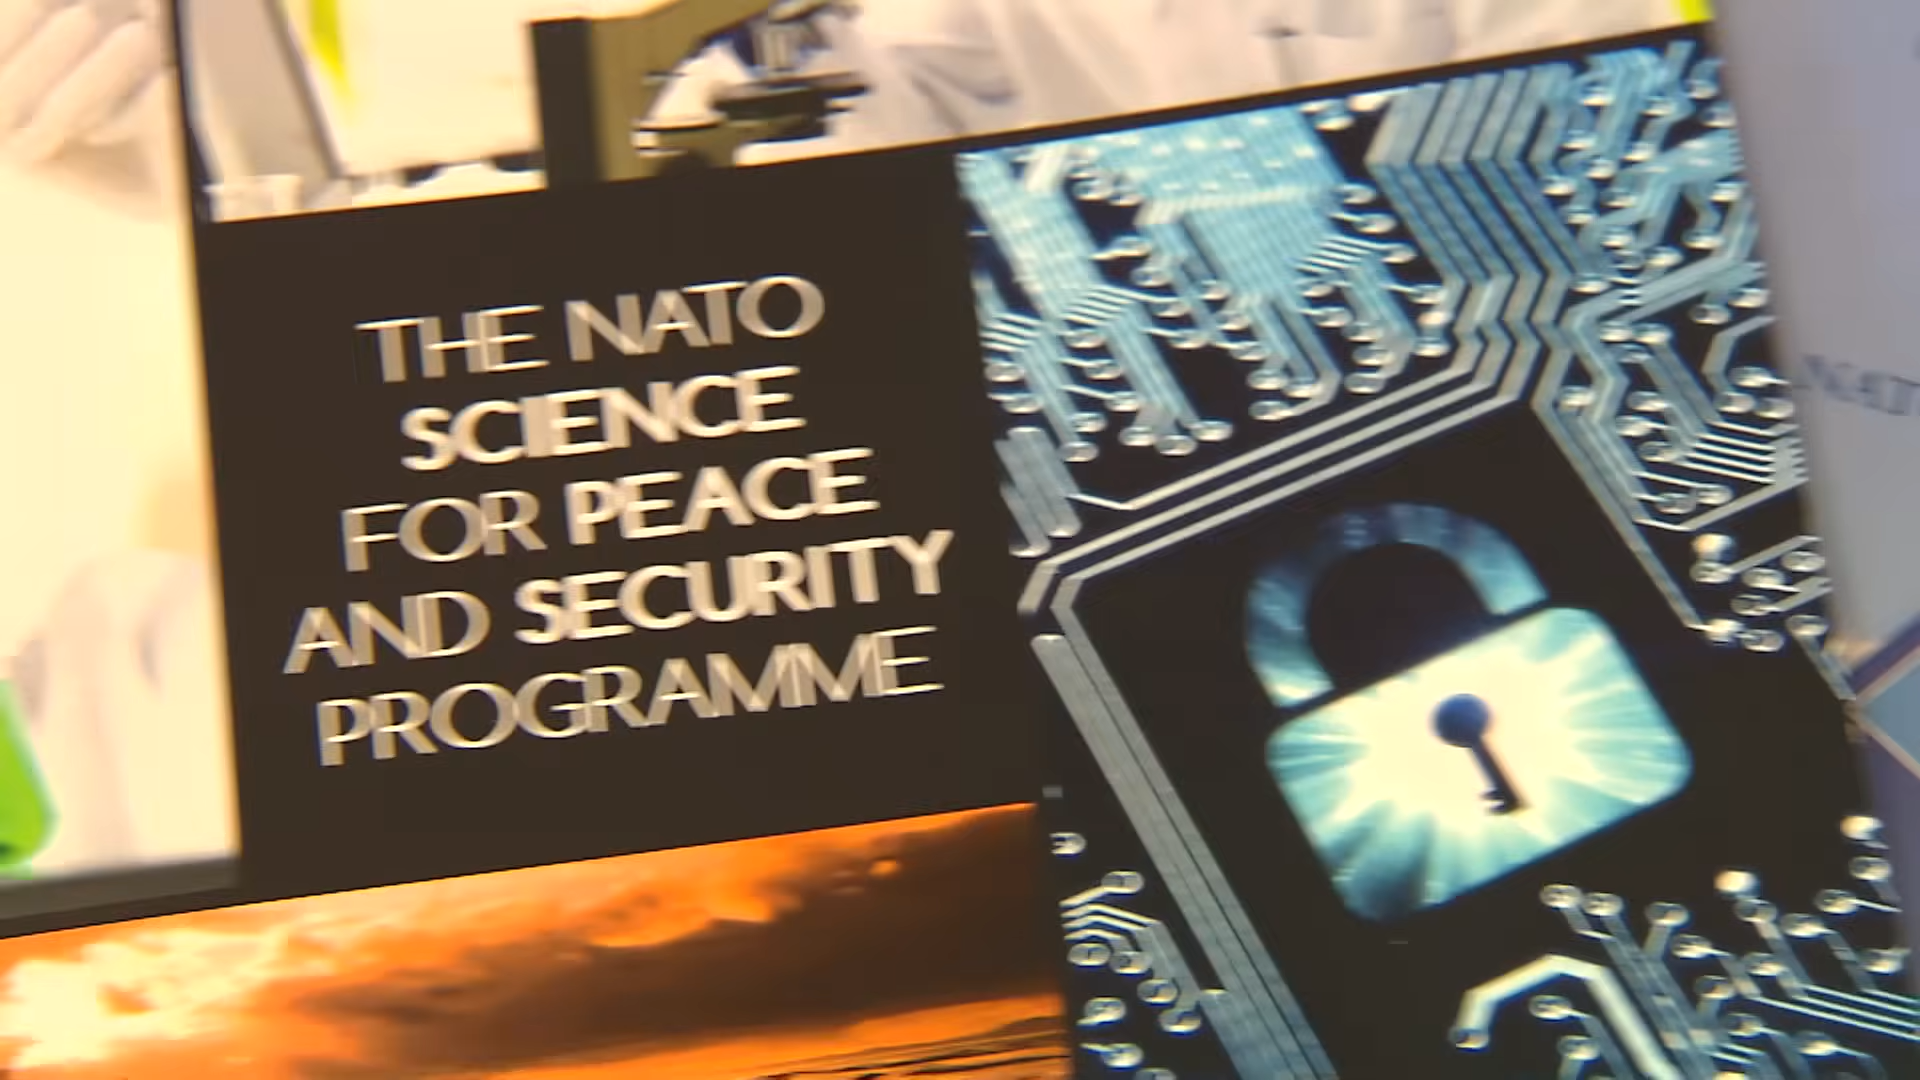 THE NATO
SCIENCE
FOR PEACE
AND SECURITY
PROGRAMME